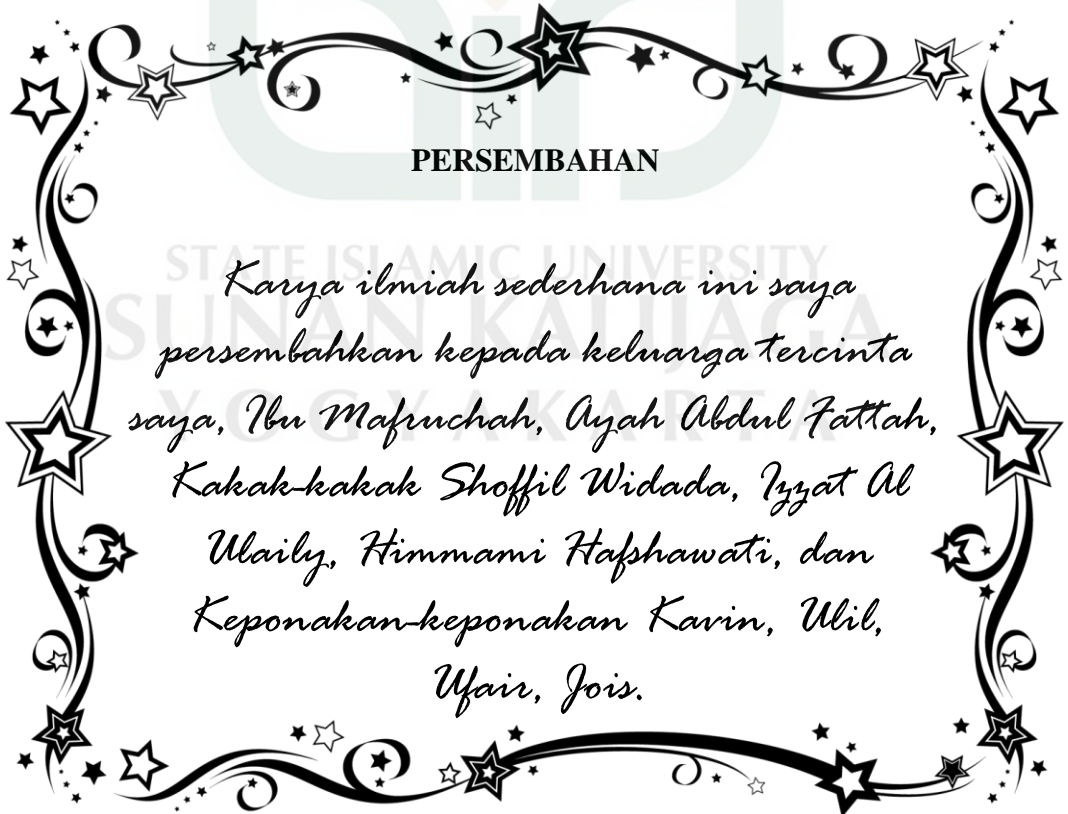 PERSEMBAHAN
STATE ISLAMIC UNIVERSITY
SUNAN KALIJAGA
YOGYAKARTA
Karya ilmiah sederhana ini saya
persembahkan kepada keluarga tercinta
saya, Ibu Mafruchah, Ayah Abdul Fattah,
Kakak-kakak Shoffil Widada, Izzat Al
Ulaily, Himmami Hafshawati, dan
Keponakan-keponakan Kavin, Ulil,
Ufair, Jois.